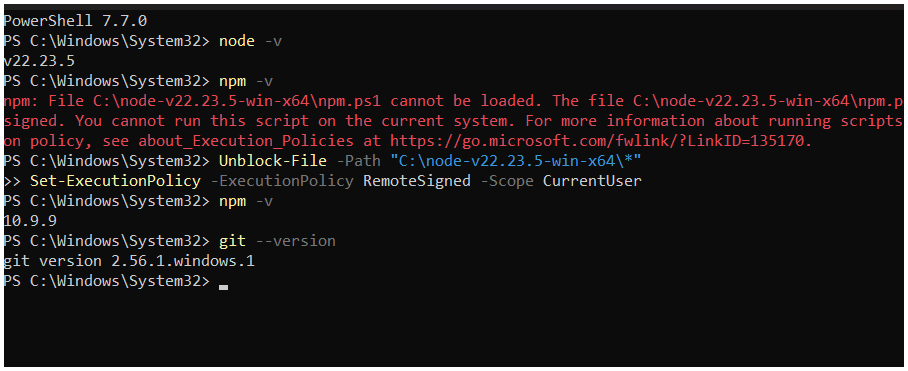 PowerShell 7.7.0
PS C:\Windows\System32> node -v
v22.23.5
PS C:\Windows\System32> npm -v
npm: File C:\node-v22.23.5-win-x64\npm.ps1 cannot be loaded. The file C:\node-v22.23.5-win-x64\npm.p
signed. You cannot run this script on the current system. For more information about running scripts
on policy, see about_Execution_Policies at https://go.microsoft.com/fwlink/?LinkID=135170.
PS C:\Windows\System32> Unblock-File -Path "C:\node-v22.23.5-win-x64\*"
>> Set-ExecutionPolicy -ExecutionPolicy RemoteSigned -Scope CurrentUser
PS C:\Windows\System32> npm -v
10.9.9
PS C:\Windows\System32> git --version
git version 2.56.1.windows.1
PS C:\Windows\System32>